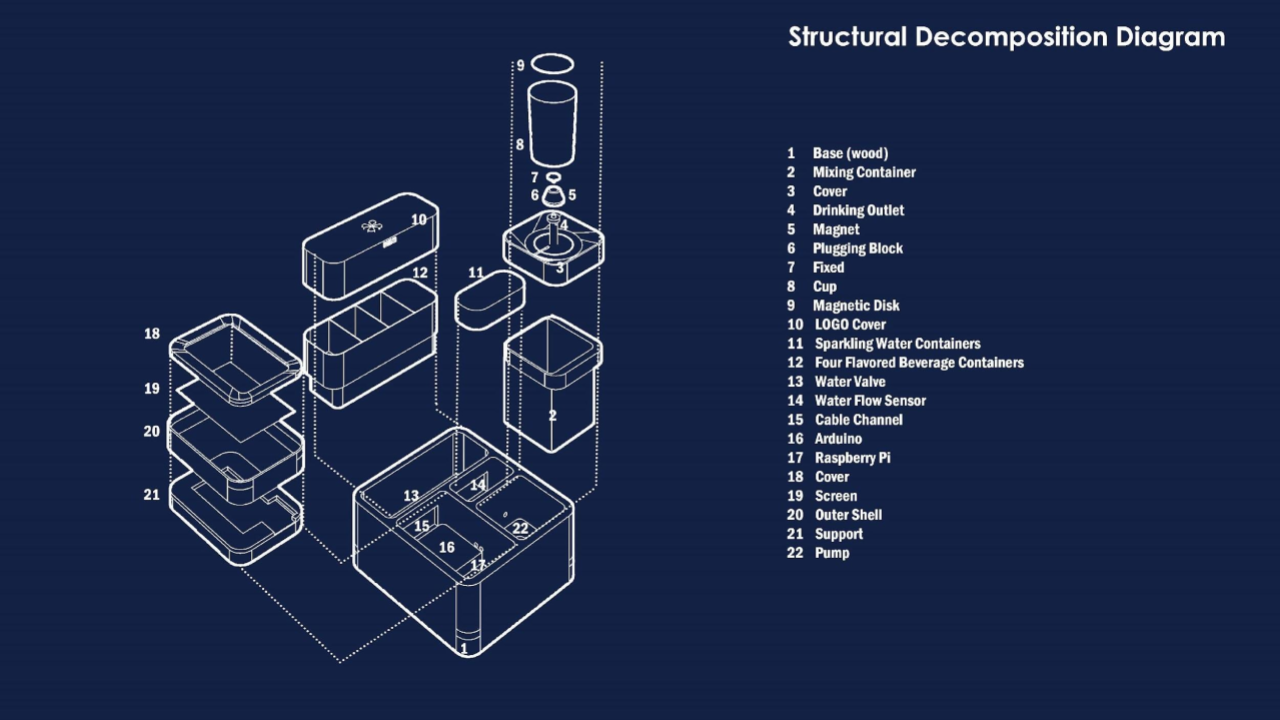 Structural Decomposition Diagram
1 Base (wood)
2 Mixing Container
3 Cover
4 Drinking Outlet
5 Magnet
6 Plugging Block
7 Fixed
8 Cup
9 Magnetic Disk
10 LOGO Cover
11 Sparkling Water Containers
12 Four Flavored Beverage Containers
13 Water Valve
14 Water Flow Sensor
15 Cable Channel
16 Arduino
17 Raspberry Pi
18 Cover
19 Screen
20 Outer Shell
21 Support
22 Pump
9
8
7
6 5
4
3
10
12 11
18
19
20
21
2
13
14
15
22
16
17
1